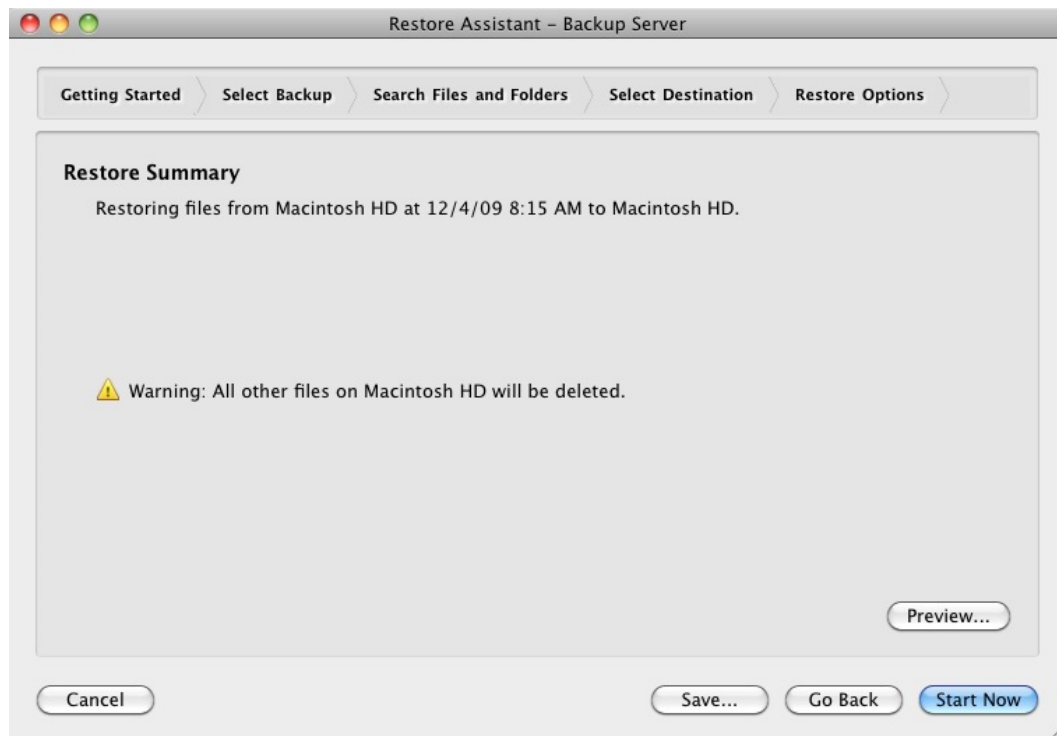 Restore Assistant – Backup Server
Getting Started Select Backup Search Files and Folders Select Destination Restore Options
Restore Summary
Restoring files from Macintosh HD at 12/4/09 8:15 AM to Macintosh HD.
Warning: All other files on Macintosh HD will be deleted.
Preview...
Cancel Save... Go Back Start Now